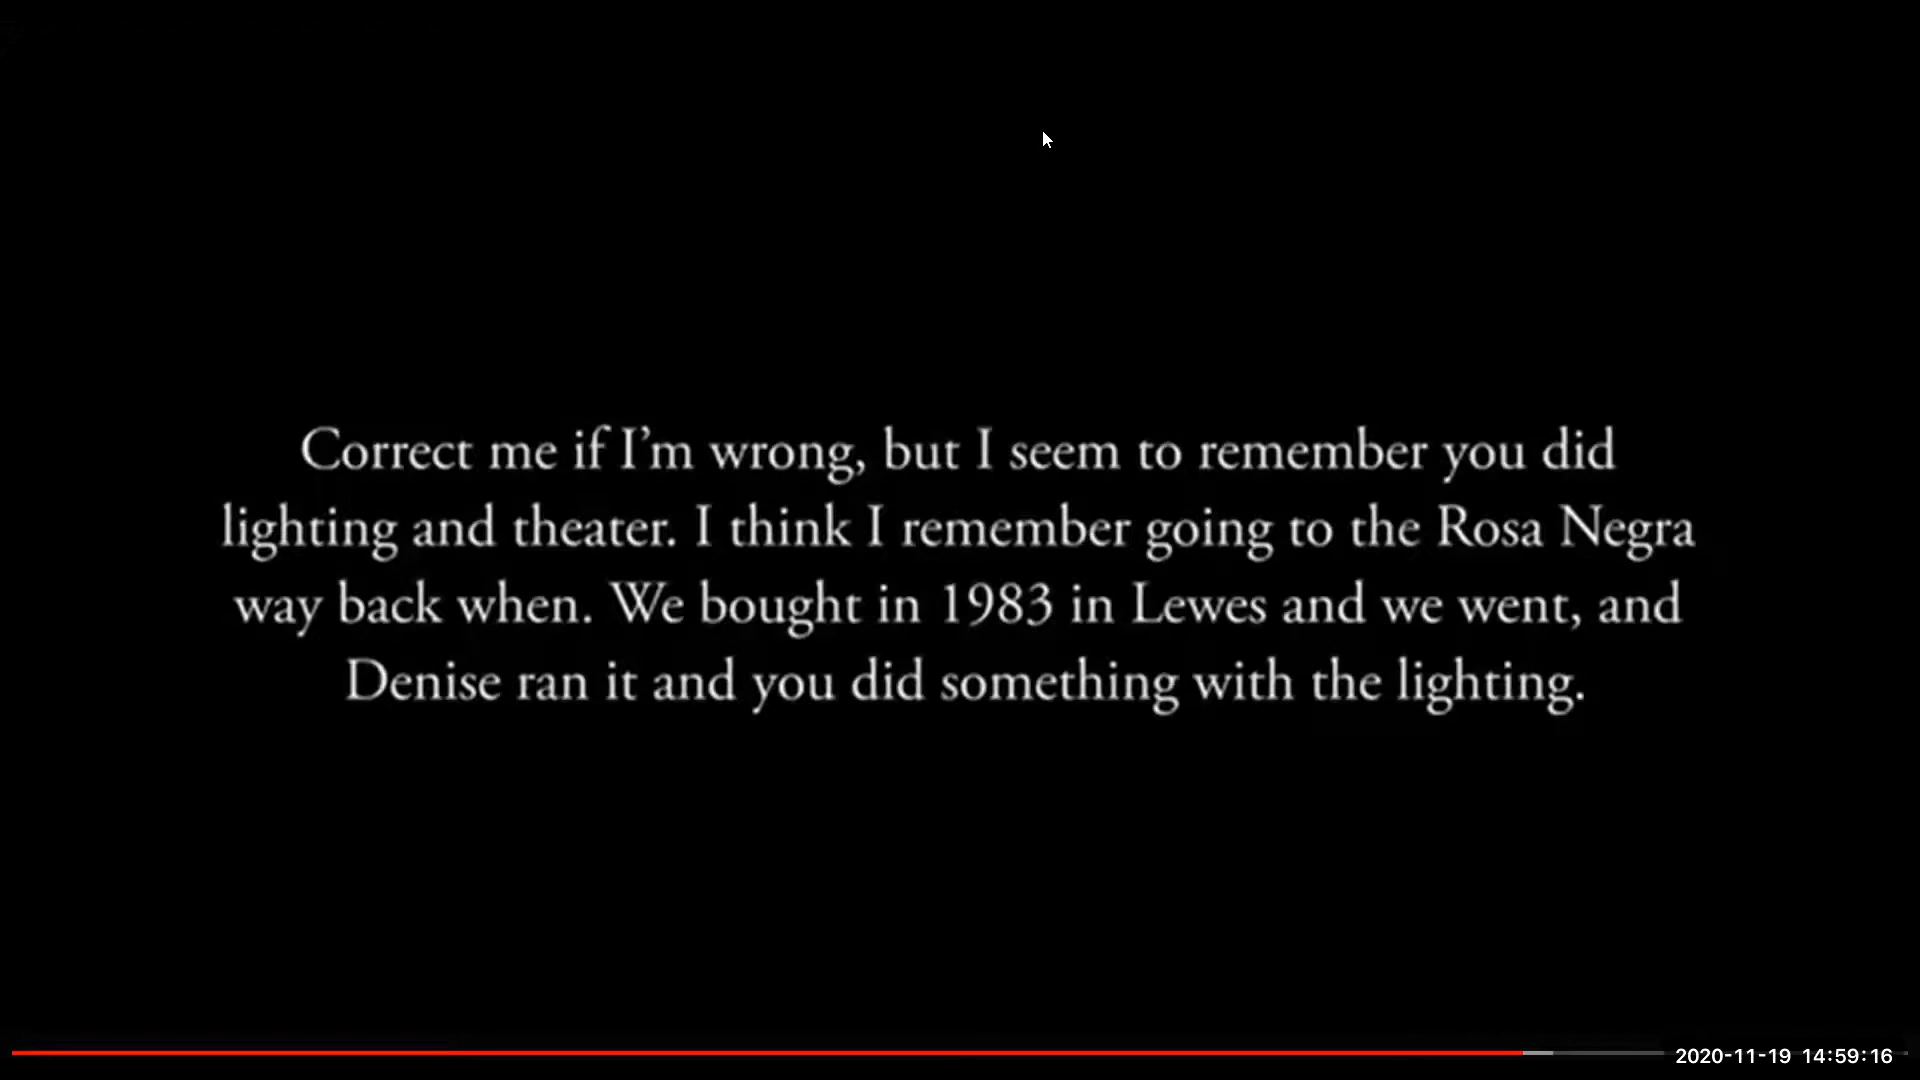 Correct me if I’m wrong, but I seem to remember you did
lighting and theater. I think I remember going to the Rosa Negra
way back when. We bought in 1983 in Lewes and we went, and
Denise ran it and you did something with the lighting.
2020-11-19 14:59:16